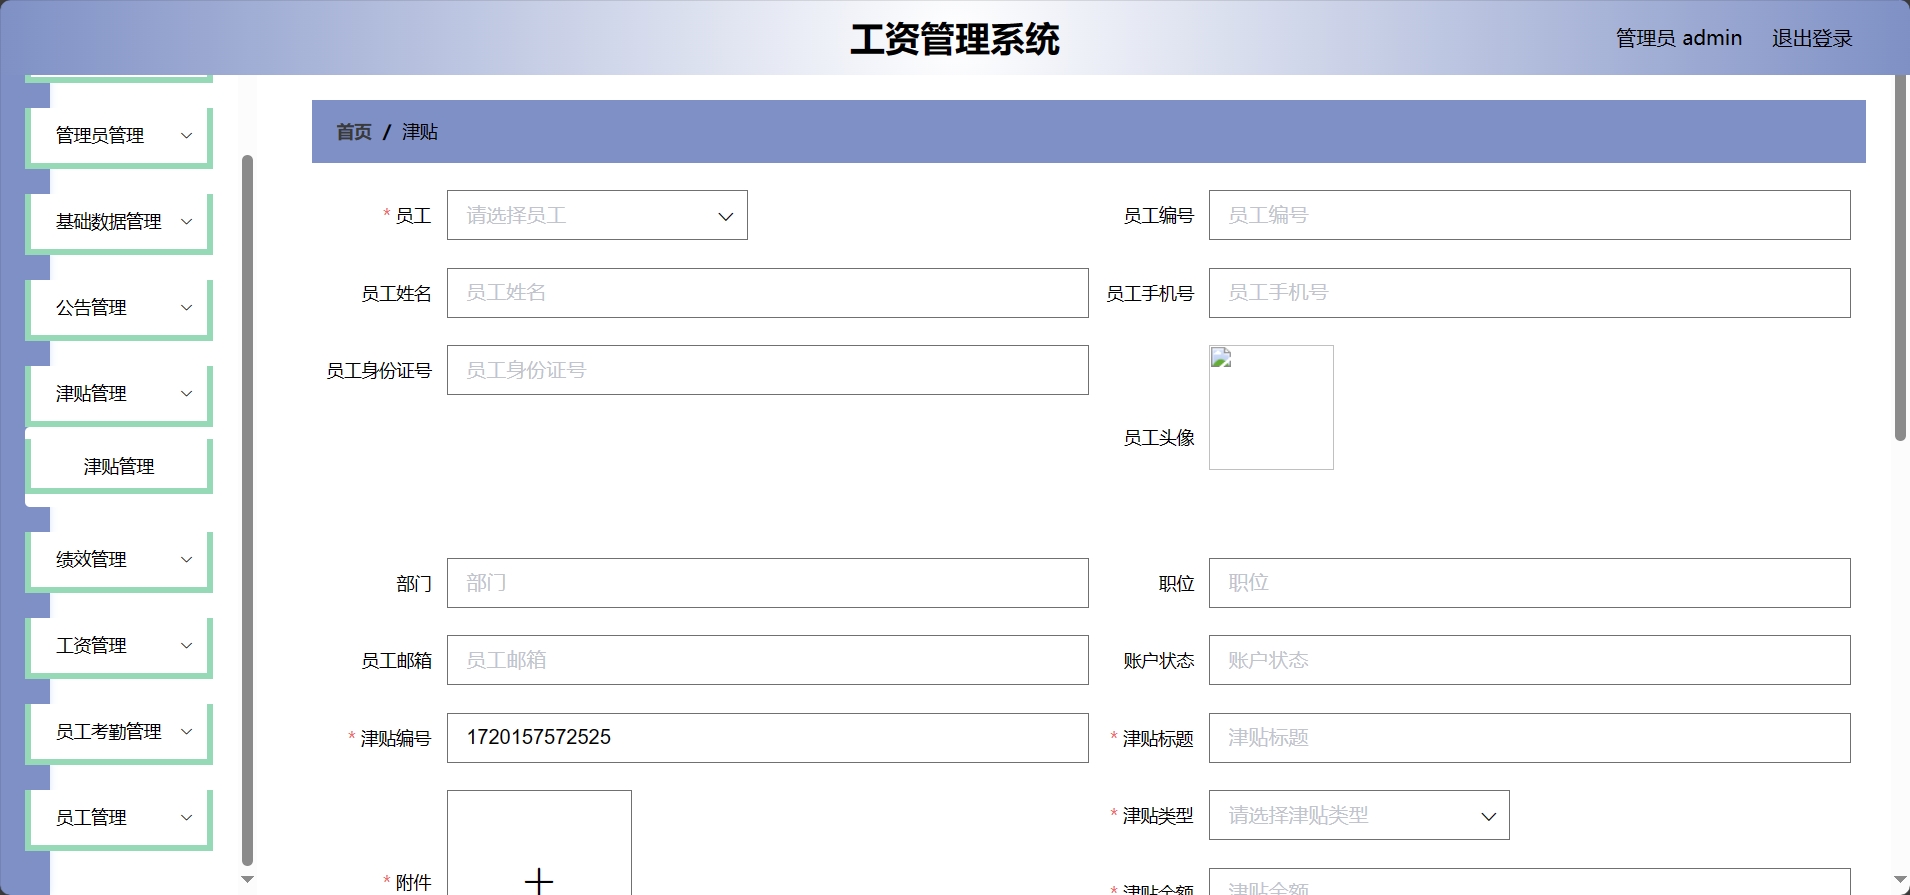 工资管理系统
管理员 admin
退出登录
管理员管理
基础数据管理
公告管理
津贴管理
津贴管理
绩效管理
工资管理
员工考勤管理
员工管理
首页 / 津贴
* 员工 请选择员工
员工编号 员工编号
员工姓名 员工姓名
员工手机号 员工手机号
员工身份证号 员工身份证号
员工头像
部门 部门
职位 职位
员工邮箱 员工邮箱
账户状态 账户状态
* 津贴编号 1720157572525
* 津贴标题 津贴标题
* 附件
* 津贴类型 请选择津贴类型
* 津贴金额 津贴金额